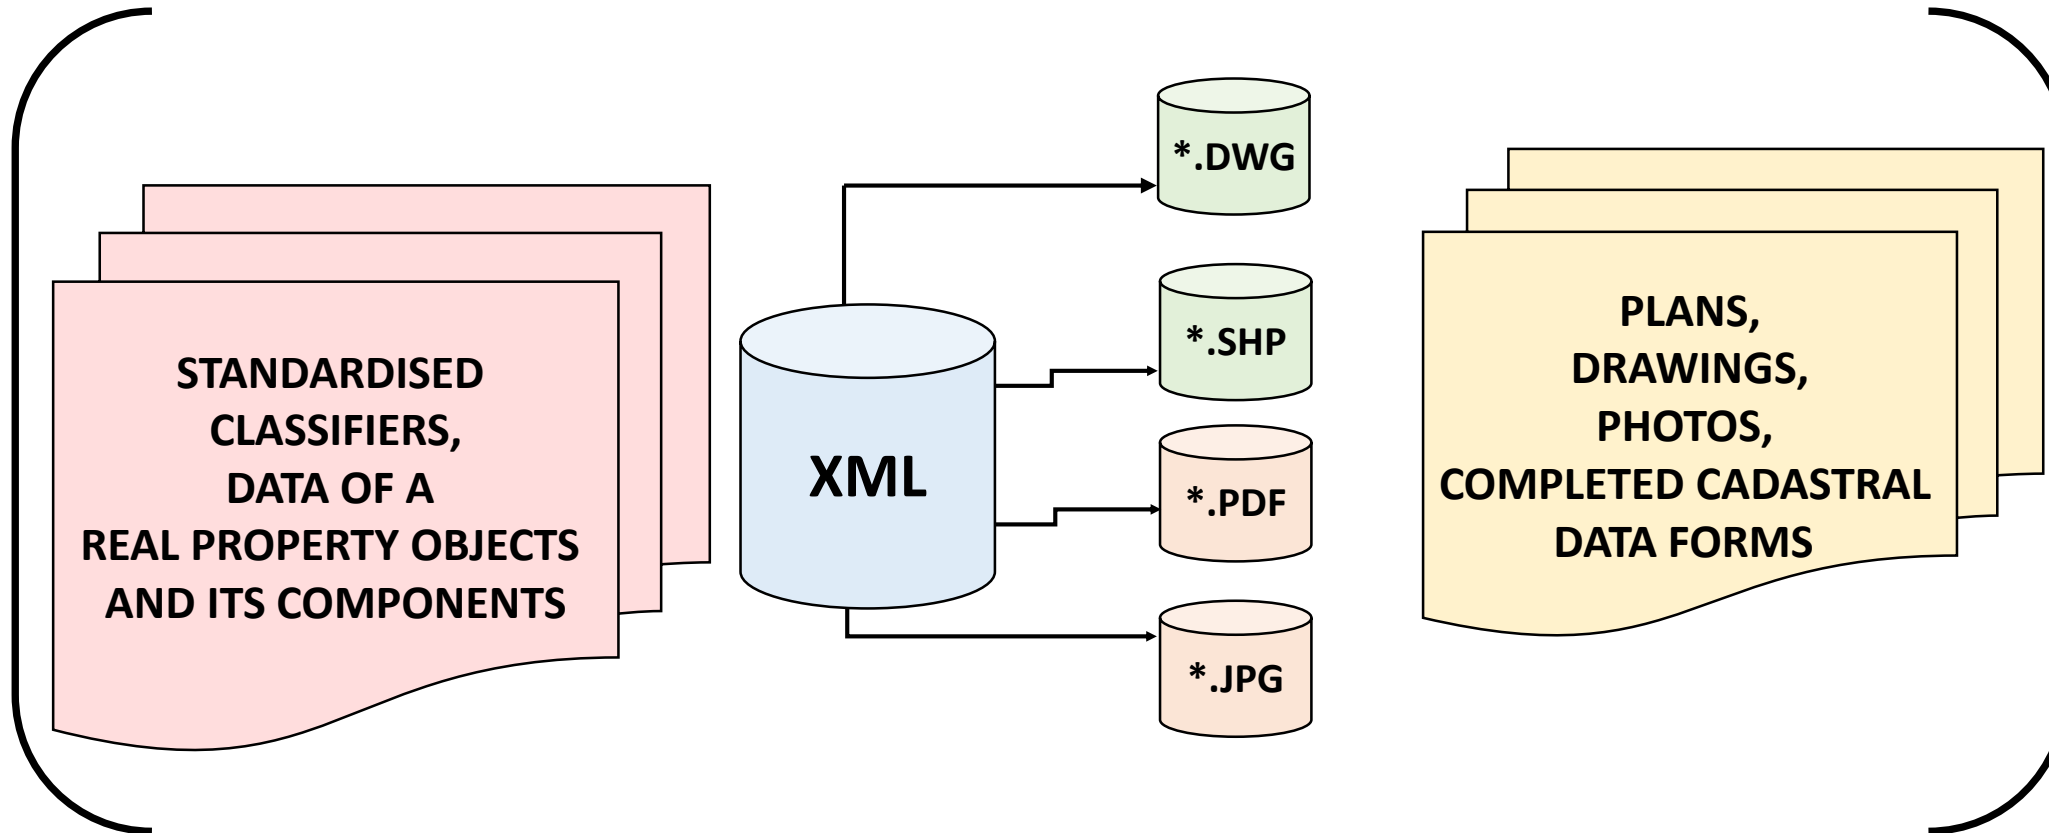 STANDARDISED
CLASSIFIERS,
DATA OF A
REAL PROPERTY OBJECTS
AND ITS COMPONENTS
XML
*.DWG
*.SHP
*.PDF
*.JPG
PLANS,
DRAWINGS,
PHOTOS,
COMPLETED CADASTRAL
DATA FORMS